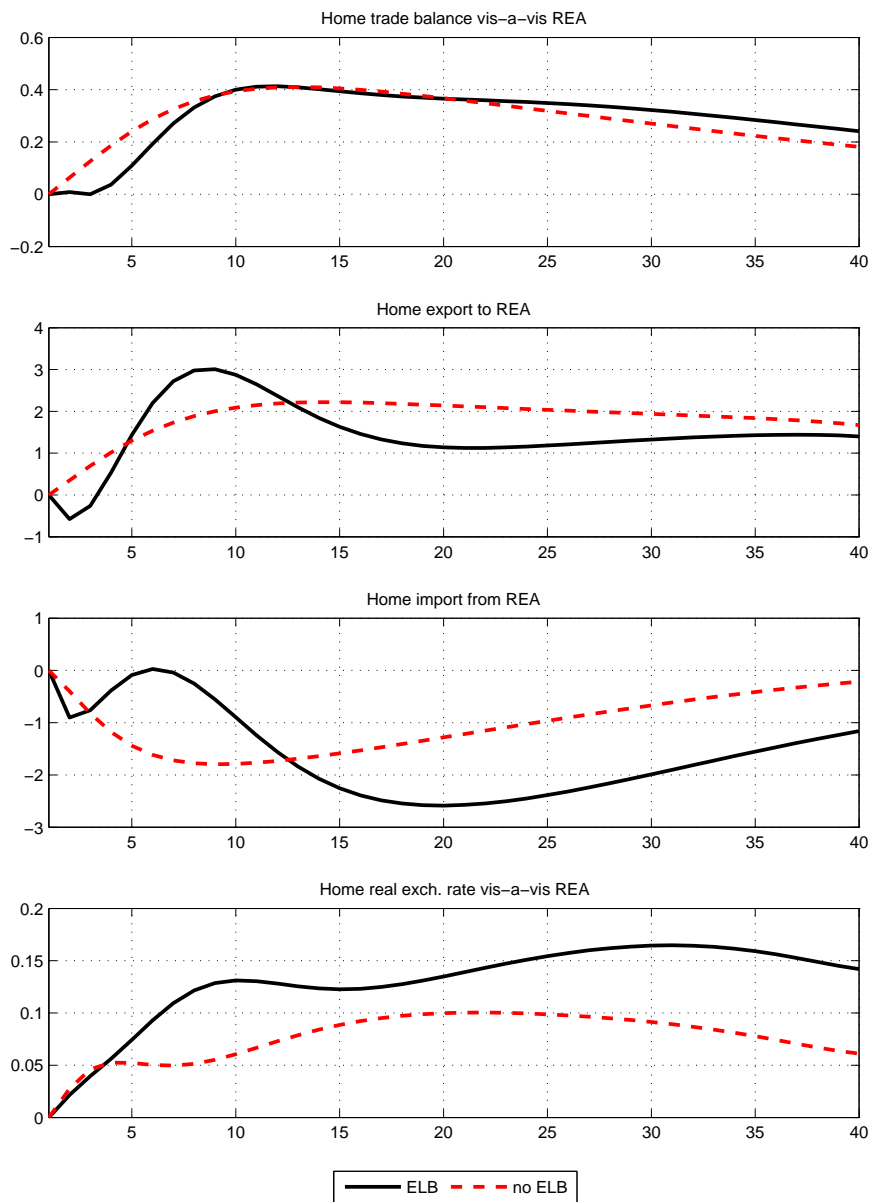 Home trade balance vis−a−vis REA
0.6
0.4
0.2
0
−0.2
5 10 15 20 25 30 35 40
Home export to REA
4
3
2
1
0
−1
5 10 15 20 25 30 35 40
Home import from REA
1
0
−1
−2
−3
5 10 15 20 25 30 35 40
Home real exch. rate vis−a−vis REA
0.2
0.15
0.1
0.05
0
5 10 15 20 25 30 35 40
ELB no ELB